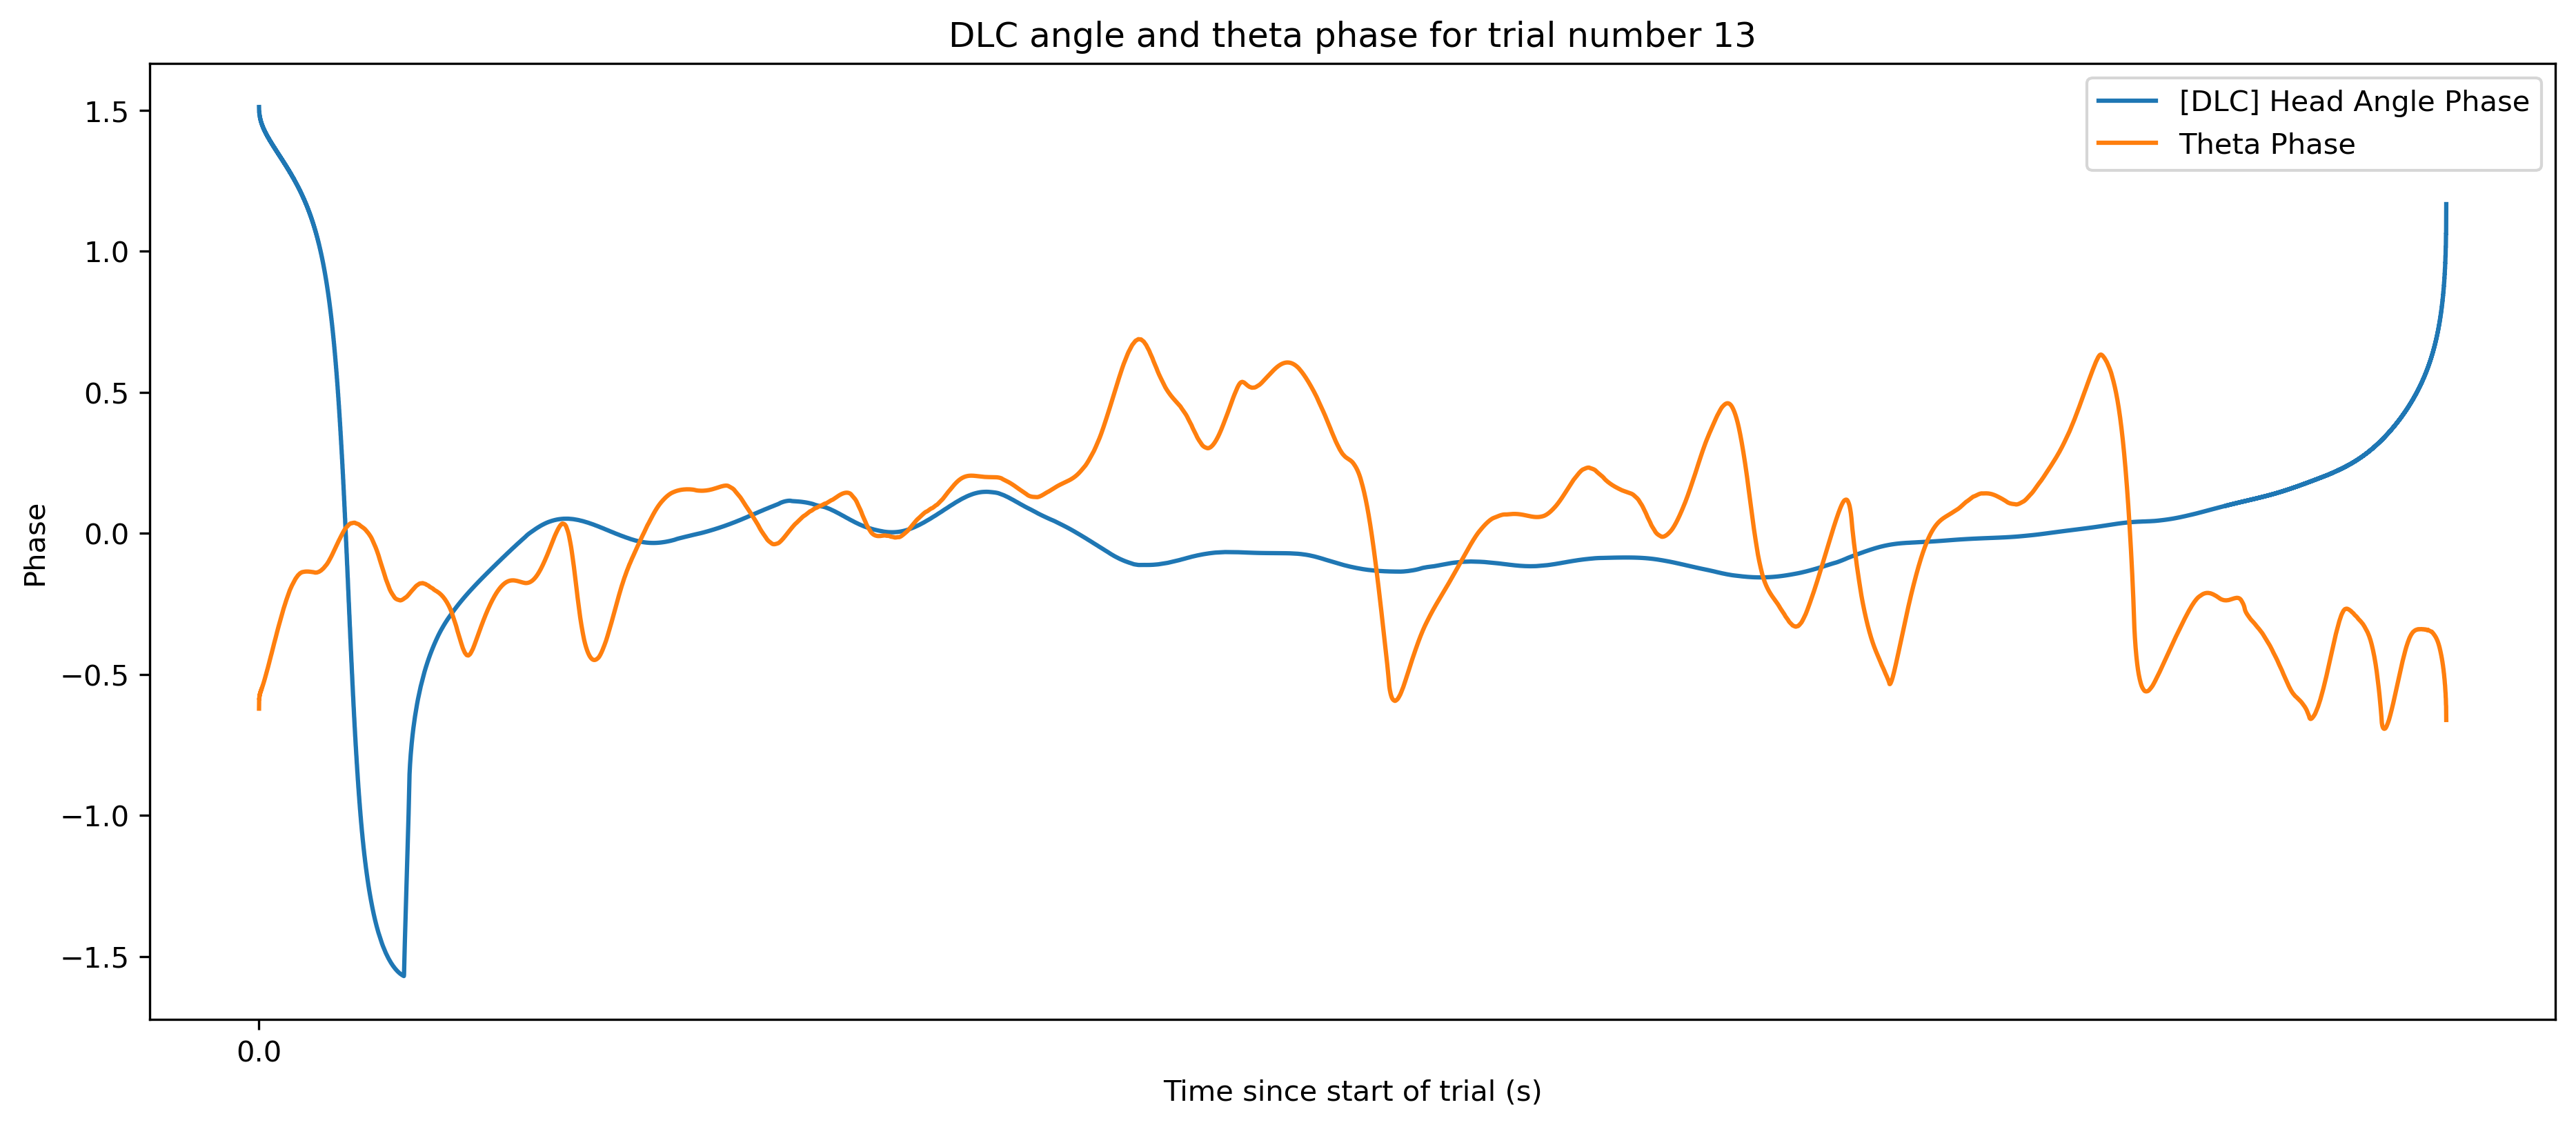 DLC angle and theta phase for trial number 13
[DLC] Head Angle Phase
Theta Phase
1.5
1.0
0.5
0.0
−0.5
−1.0
−1.5
Phase
0.0
Time since start of trial (s)